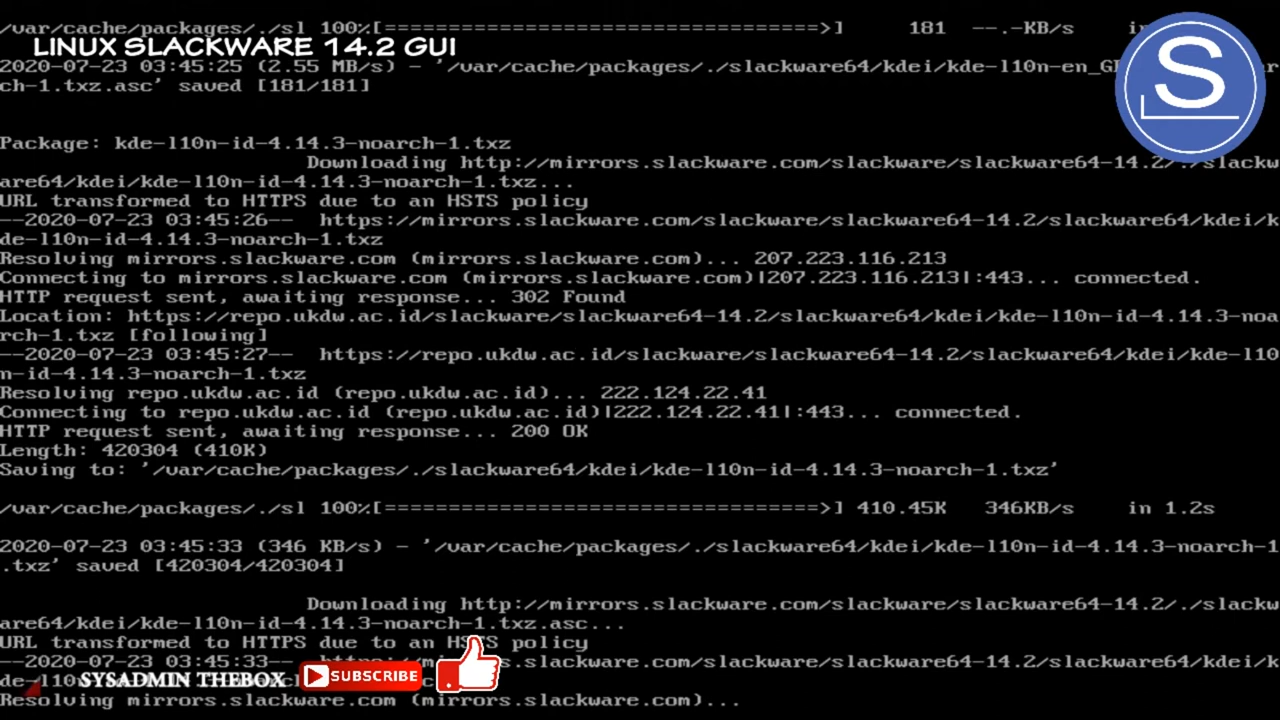 /var/cache/packages/./sl 100%[==================================>] 181 --.-KB/s in
LINUX SLACKWARE 14.2 GUI
S
2020-07-23 03:45:25 (2.55 MB/s) - '/var/cache/packages/./slackware64/kdei/kde-l10n-en_G
ch-1.txz.asc' saved [181/181]
Package: kde-l10n-id-4.14.3-noarch-1.txz
Downloading http://mirrors.slackware.com/slackware/slackware64-14.2/./slackw
are64/kdei/kde-l10n-id-4.14.3-noarch-1.txz...
URL transformed to HTTPS due to an HSTS policy
--2020-07-23 03:45:26-- https://mirrors.slackware.com/slackware/slackware64-14.2/slackware64/kdei/k
de-l10n-id-4.14.3-noarch-1.txz
Resolving mirrors.slackware.com (mirrors.slackware.com)... 207.223.116.213
Connecting to mirrors.slackware.com (mirrors.slackware.com)|207.223.116.213|:443... connected.
HTTP request sent, awaiting response... 302 Found
Location: https://repo.ukdw.ac.id/slackware/slackware64-14.2/slackware64/kdei/kde-l10n-id-4.14.3-noa
rch-1.txz [following]
--2020-07-23 03:45:27-- https://repo.ukdw.ac.id/slackware/slackware64-14.2/slackware64/kdei/kde-l10
n-id-4.14.3-noarch-1.txz
Resolving repo.ukdw.ac.id (repo.ukdw.ac.id)... 222.124.22.41
Connecting to repo.ukdw.ac.id (repo.ukdw.ac.id)|222.124.22.41|:443... connected.
HTTP request sent, awaiting response... 200 OK
Length: 420304 (410K)
Saving to: '/var/cache/packages/./slackware64/kdei/kde-l10n-id-4.14.3-noarch-1.txz'
/var/cache/packages/./sl 100%[==================================>] 410.45K 346KB/s in 1.2s
2020-07-23 03:45:33 (346 KB/s) - '/var/cache/packages/./slackware64/kdei/kde-l10n-id-4.14.3-noarch-1
.txz' saved [420304/420304]
Downloading http://mirrors.slackware.com/slackware/slackware64-14.2/./slackw
are64/kdei/kde-l10n-id-4.14.3-noarch-1.txz.asc...
URL transformed to HTTPS due to an HSTS policy
--2020-07-23 03:45:33-- https://mirrors.slackware.com/slackware/slackware64-14.2/slackware64/kdei/k
SYSADMIN THEBOX
SUBSCRIBE
Resolving mirrors.slackware.com (mirrors.slackware.com)...